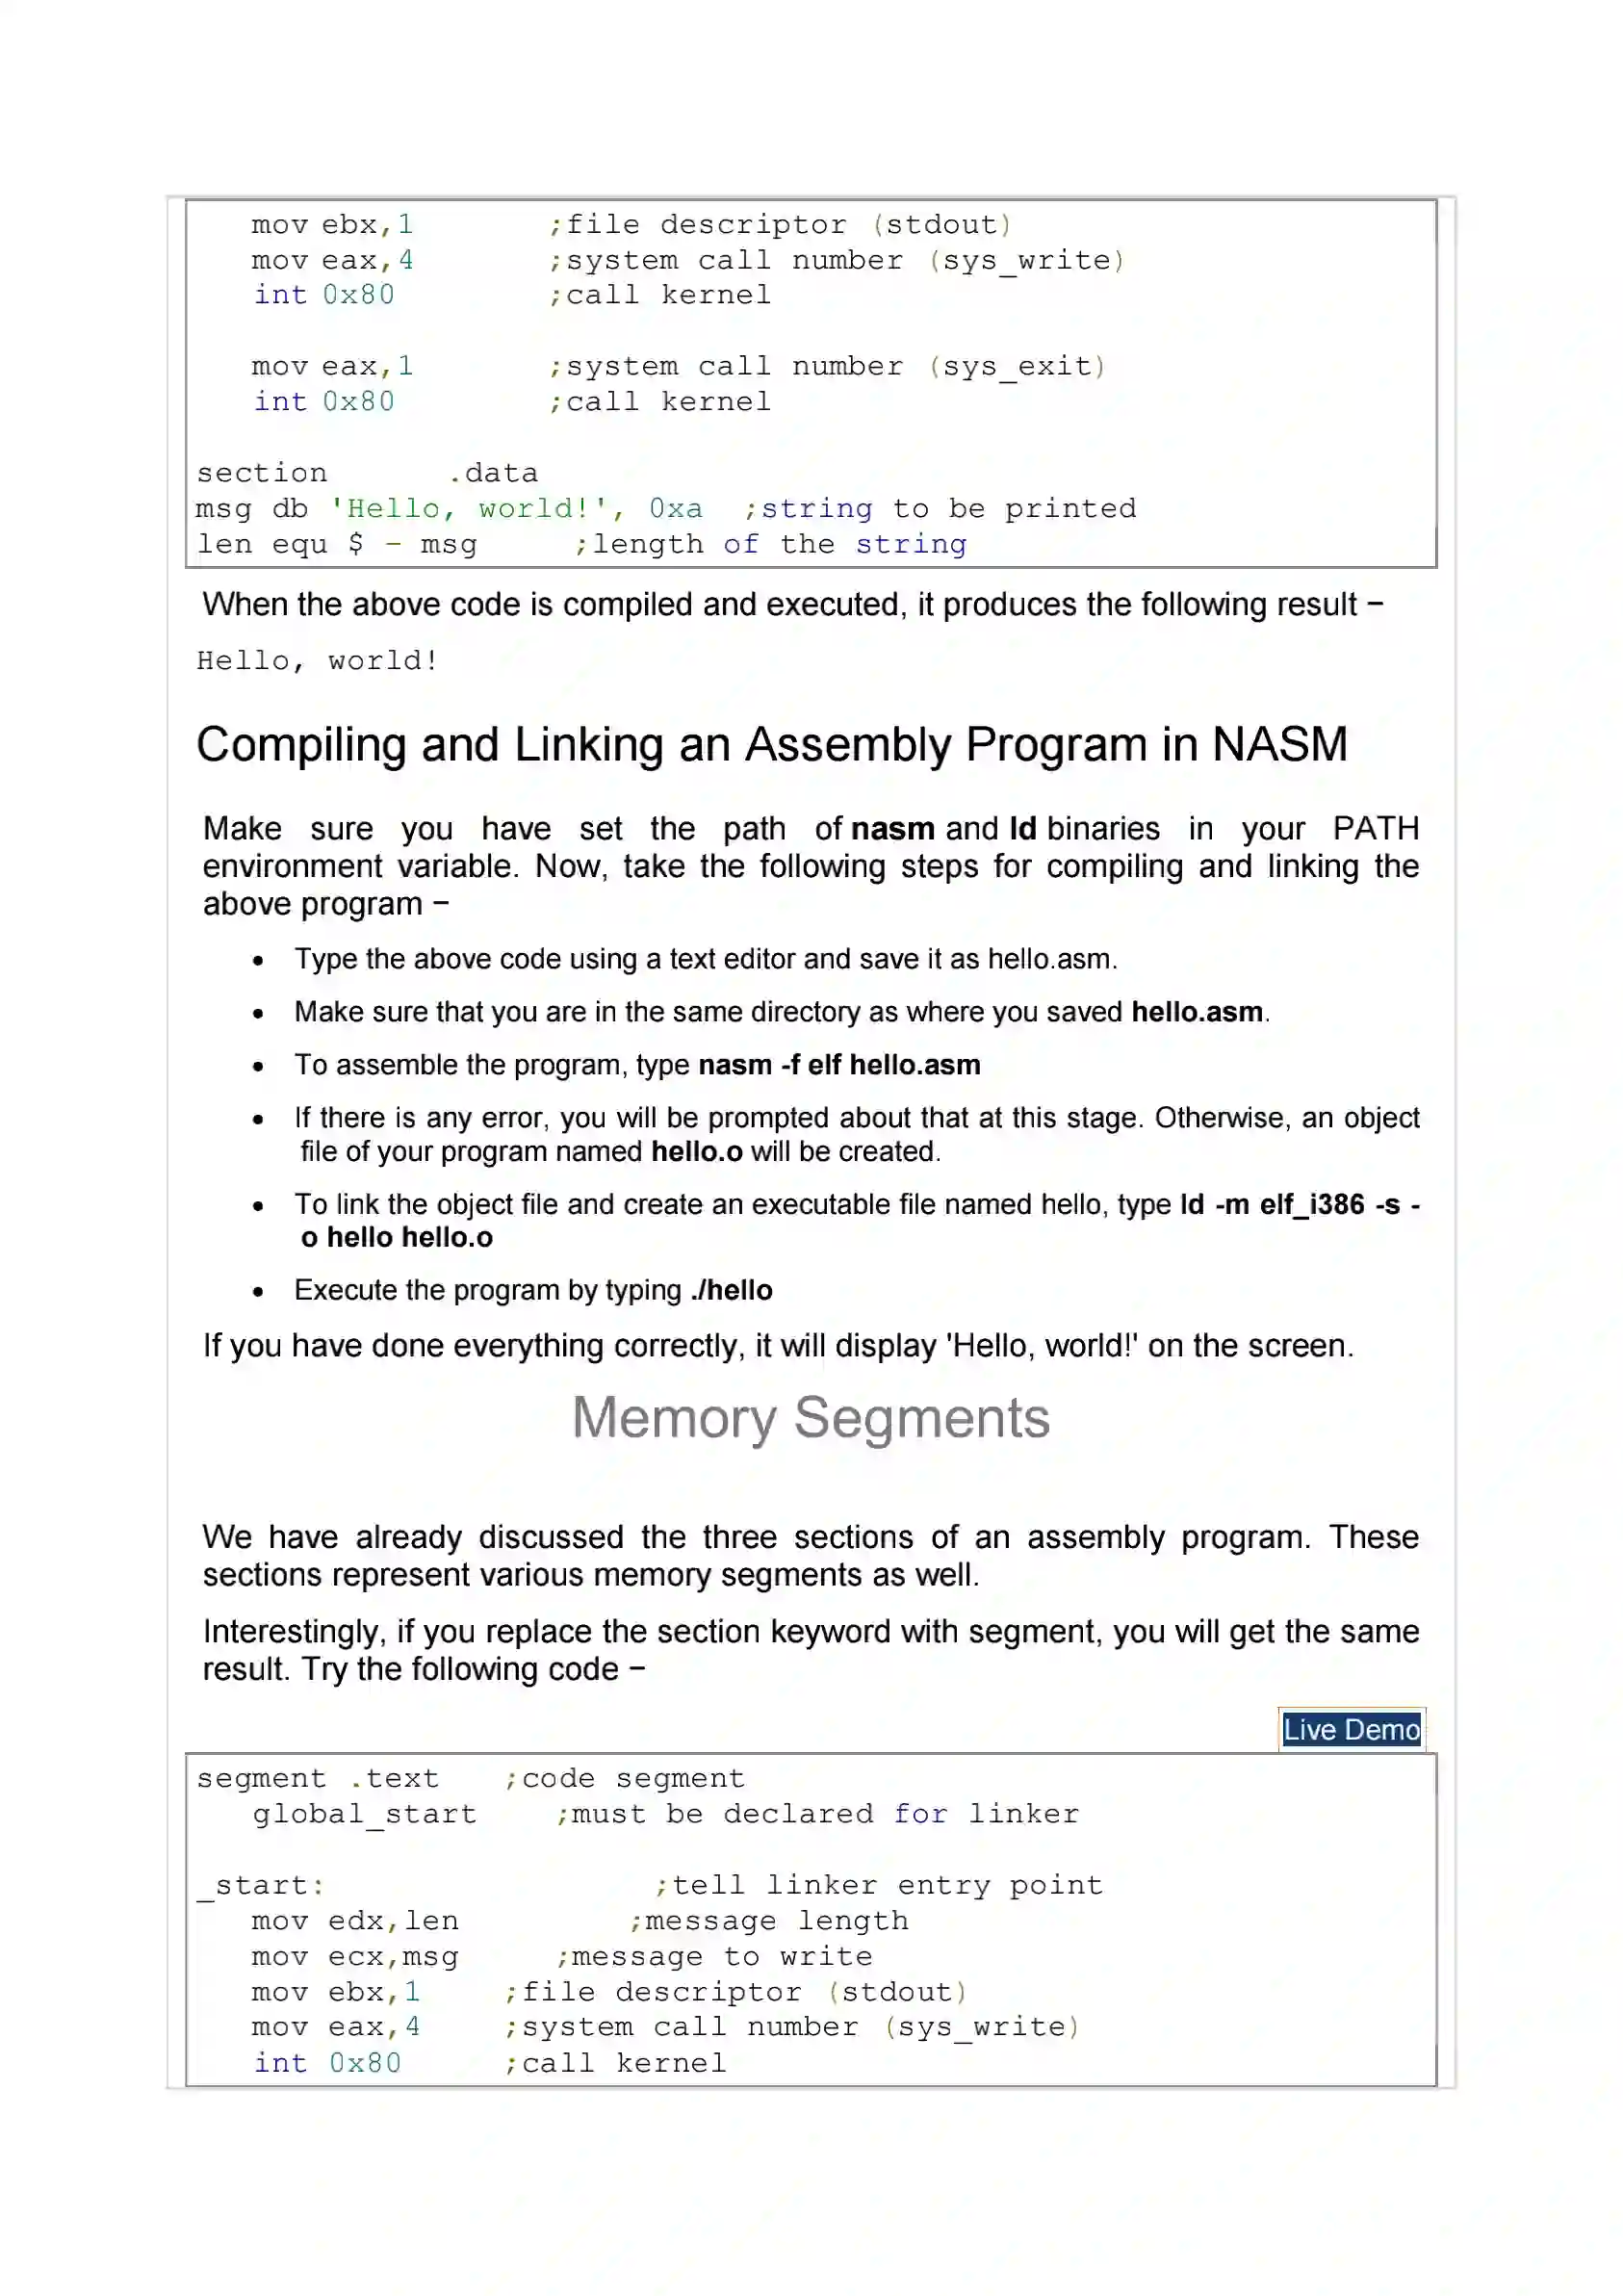 mov ebx,1 ;file descriptor (stdout)
mov eax,4 ;system call number (sys_write)
int 0x80 ;call kernel
mov eax,1 ;system call number (sys_exit)
int 0x80 ;call kernel
section .data
msg db 'Hello, world!', 0xa ;string to be printed
len equ $ - msg ;length of the string
When the above code is compiled and executed, it produces the following result −
Hello, world!
Compiling and Linking an Assembly Program in NASM
Make sure you have set the path of nasm and ld binaries in your PATH
environment variable. Now, take the following steps for compiling and linking the
above program −
• Type the above code using a text editor and save it as hello.asm.
• Make sure that you are in the same directory as where you saved hello.asm.
• To assemble the program, type nasm -f elf hello.asm
• If there is any error, you will be prompted about that at this stage. Otherwise, an object
file of your program named hello.o will be created.
• To link the object file and create an executable file named hello, type ld -m elf_i386 -s -
o hello hello.o
• Execute the program by typing ./hello
If you have done everything correctly, it will display 'Hello, world!' on the screen.
Memory Segments
We have already discussed the three sections of an assembly program. These
sections represent various memory segments as well.
Interestingly, if you replace the section keyword with segment, you will get the same
result. Try the following code −
Live Demo
segment .text ;code segment
global_start ;must be declared for linker
_start: ;tell linker entry point
mov edx,len ;message length
mov ecx,msg ;message to write
mov ebx,1 ;file descriptor (stdout)
mov eax,4 ;system call number (sys_write)
int 0x80 ;call kernel